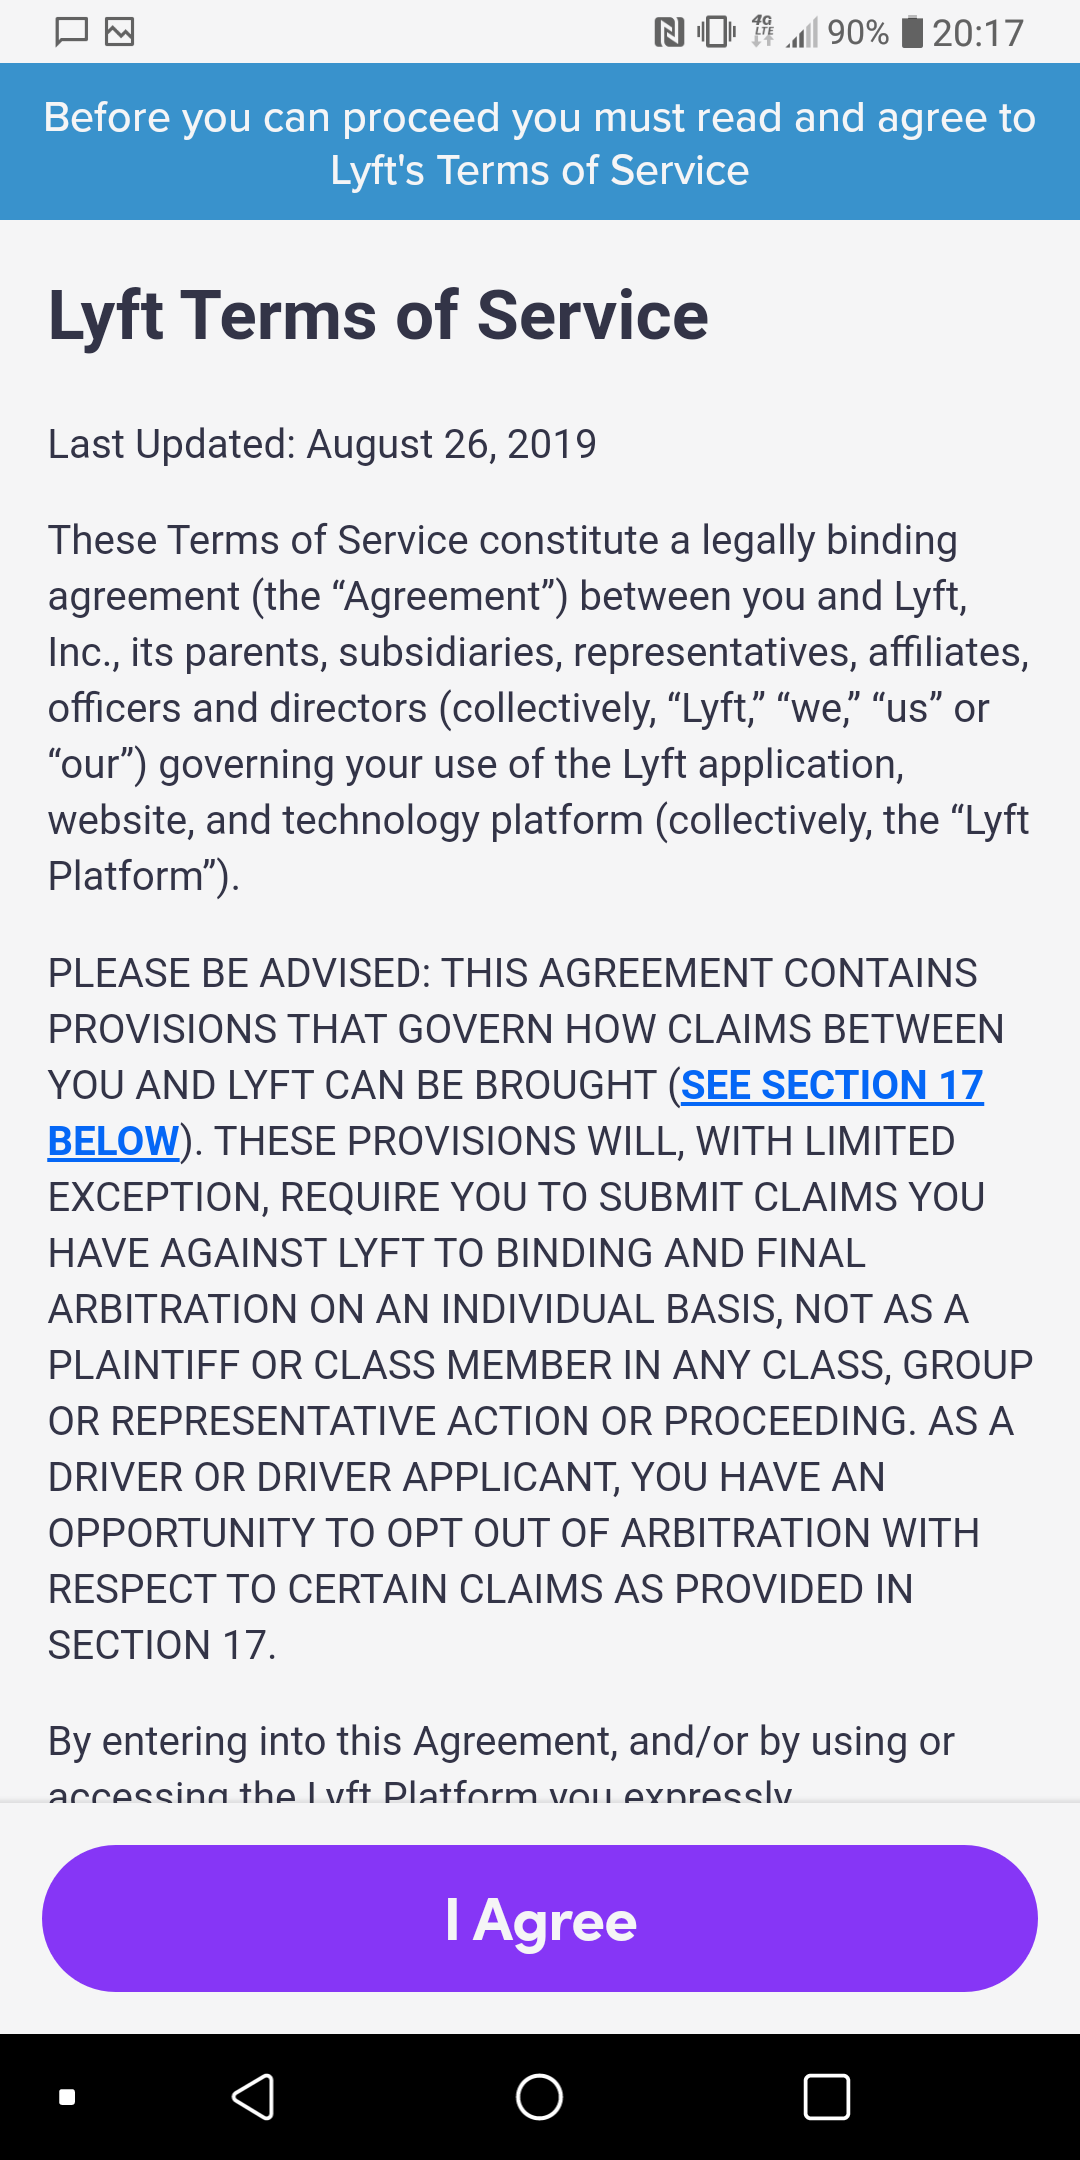 4G
LTE
90%
20:17
Before you can proceed you must read and agree to
Lyft's Terms of Service
Lyft Terms of Service
Last Updated: August 26, 2019
These Terms of Service constitute a legally binding
agreement (the “Agreement”) between you and Lyft,
Inc., its parents, subsidiaries, representatives, affiliates,
officers and directors (collectively, “Lyft,” “we,” “us” or
“our”) governing your use of the Lyft application,
website, and technology platform (collectively, the “Lyft
Platform”).
PLEASE BE ADVISED: THIS AGREEMENT CONTAINS
PROVISIONS THAT GOVERN HOW CLAIMS BETWEEN
YOU AND LYFT CAN BE BROUGHT (SEE SECTION 17
BELOW). THESE PROVISIONS WILL, WITH LIMITED
EXCEPTION, REQUIRE YOU TO SUBMIT CLAIMS YOU
HAVE AGAINST LYFT TO BINDING AND FINAL
ARBITRATION ON AN INDIVIDUAL BASIS, NOT AS A
PLAINTIFF OR CLASS MEMBER IN ANY CLASS, GROUP
OR REPRESENTATIVE ACTION OR PROCEEDING. AS A
DRIVER OR DRIVER APPLICANT, YOU HAVE AN
OPPORTUNITY TO OPT OUT OF ARBITRATION WITH
RESPECT TO CERTAIN CLAIMS AS PROVIDED IN
SECTION 17.
By entering into this Agreement, and/or by using or
accessing the Lyft Platform you expressly
I Agree